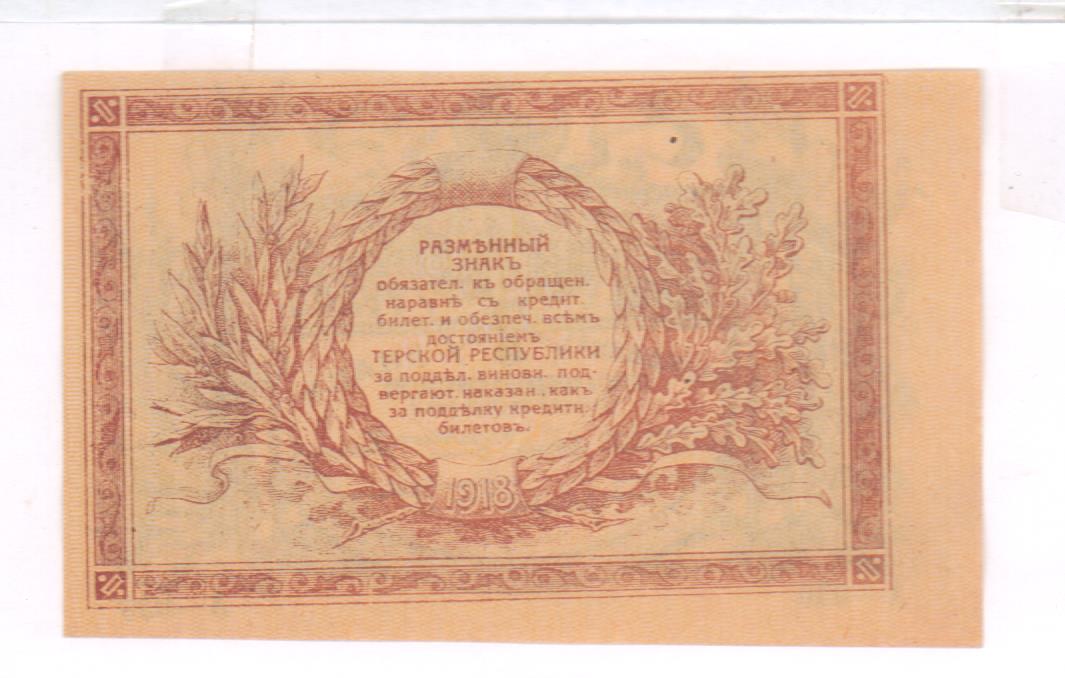 РАЗМѢННЫЙ
ЗНАКЪ
обязател. къ обращен.
наравнѣ съ кредит.
билет. и обезпеч. всѣмъ
достоянiемъ
ТЕРСКОЙ РЕСПУБЛИКИ
за поддѣл. виновн. под-
вергают. наказан., какъ
за поддѣлку кредитн.
билетовъ.
1918